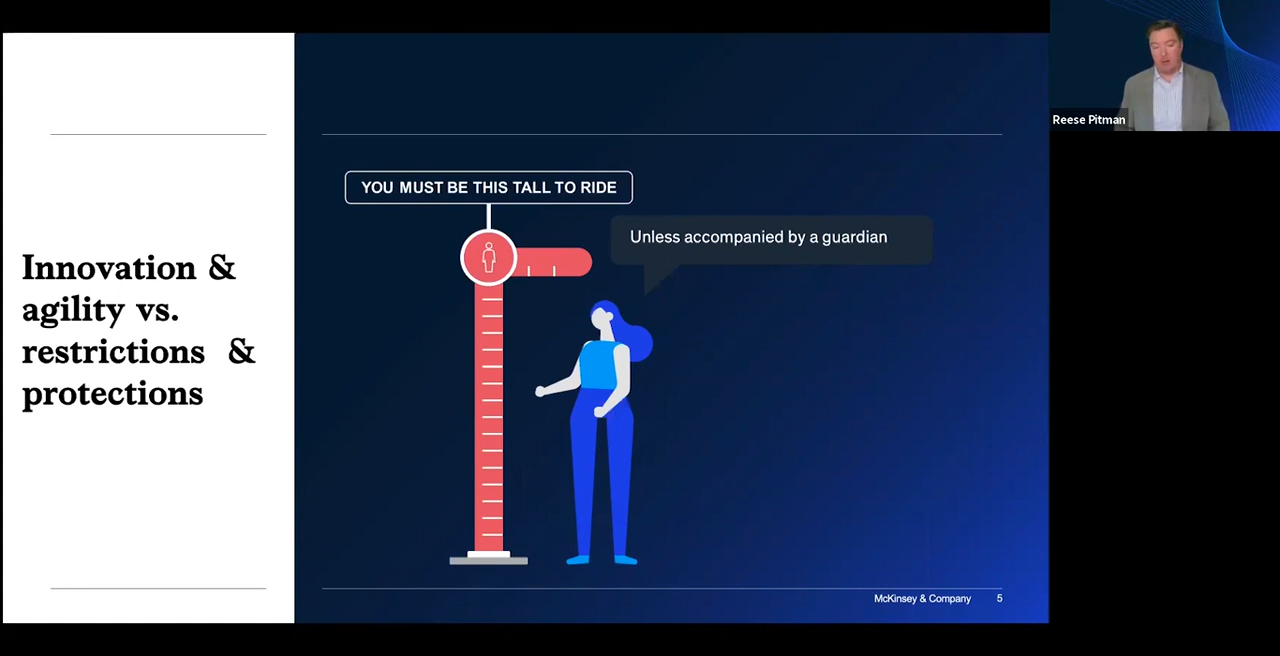 Innovation &
agility vs.
restrictions &
protections
YOU MUST BE THIS TALL TO RIDE
Unless accompanied by a guardian
McKinsey & Company 5
Reese Pitman